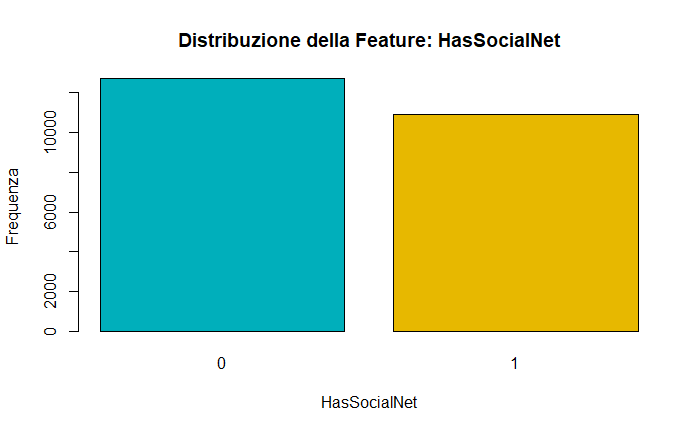 Distribuzione della Feature: HasSocialNet
Frequenza
10000
6000
2000
0
0
1
HasSocialNet